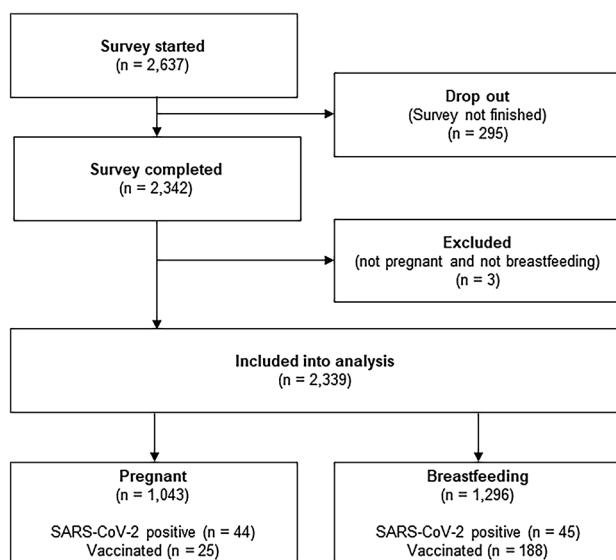 Survey started
(n = 2,637)
Drop out
(Survey not finished)
n = 295)
Survey completed
(n = 2,342)
Excluded
(not pregnant and not breastfeeding)
(n = 3)
Included into analysis
(n = 2,339)
Pregnant
(n = 1,043)
SARS-CoV-2 positive (n = 44)
Vaccinated (n = 25)
Breastfeeding
(n = 1,296)
SARS-CoV-2 positive (n = 45)
Vaccinated (n = 188)